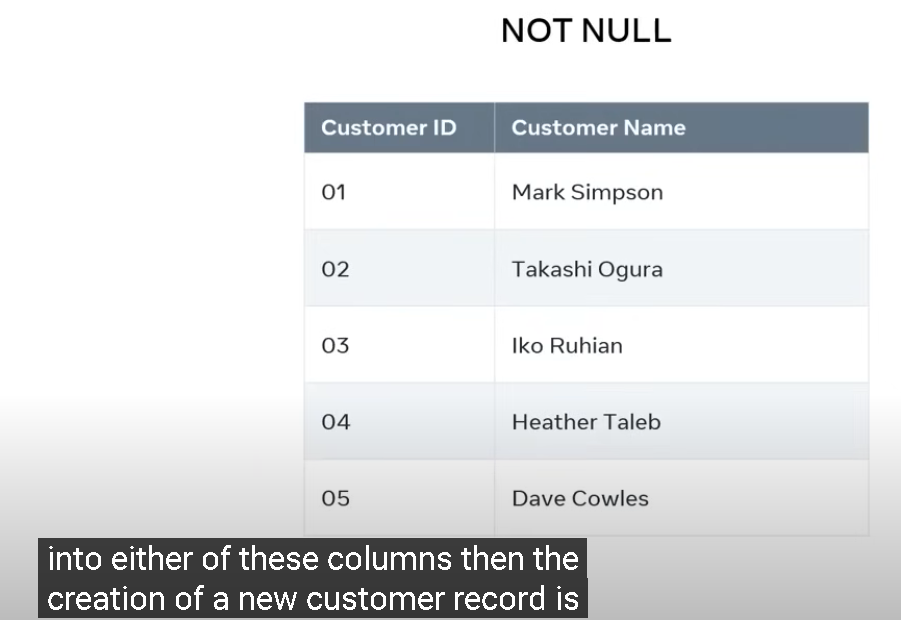 NOT NULL
Customer ID Customer Name
01 Mark Simpson
02 Takashi Ogura
03 Iko Ruhian
04 Heather Taleb
05 Dave Cowles
into either of these columns then the
creation of a new customer record is